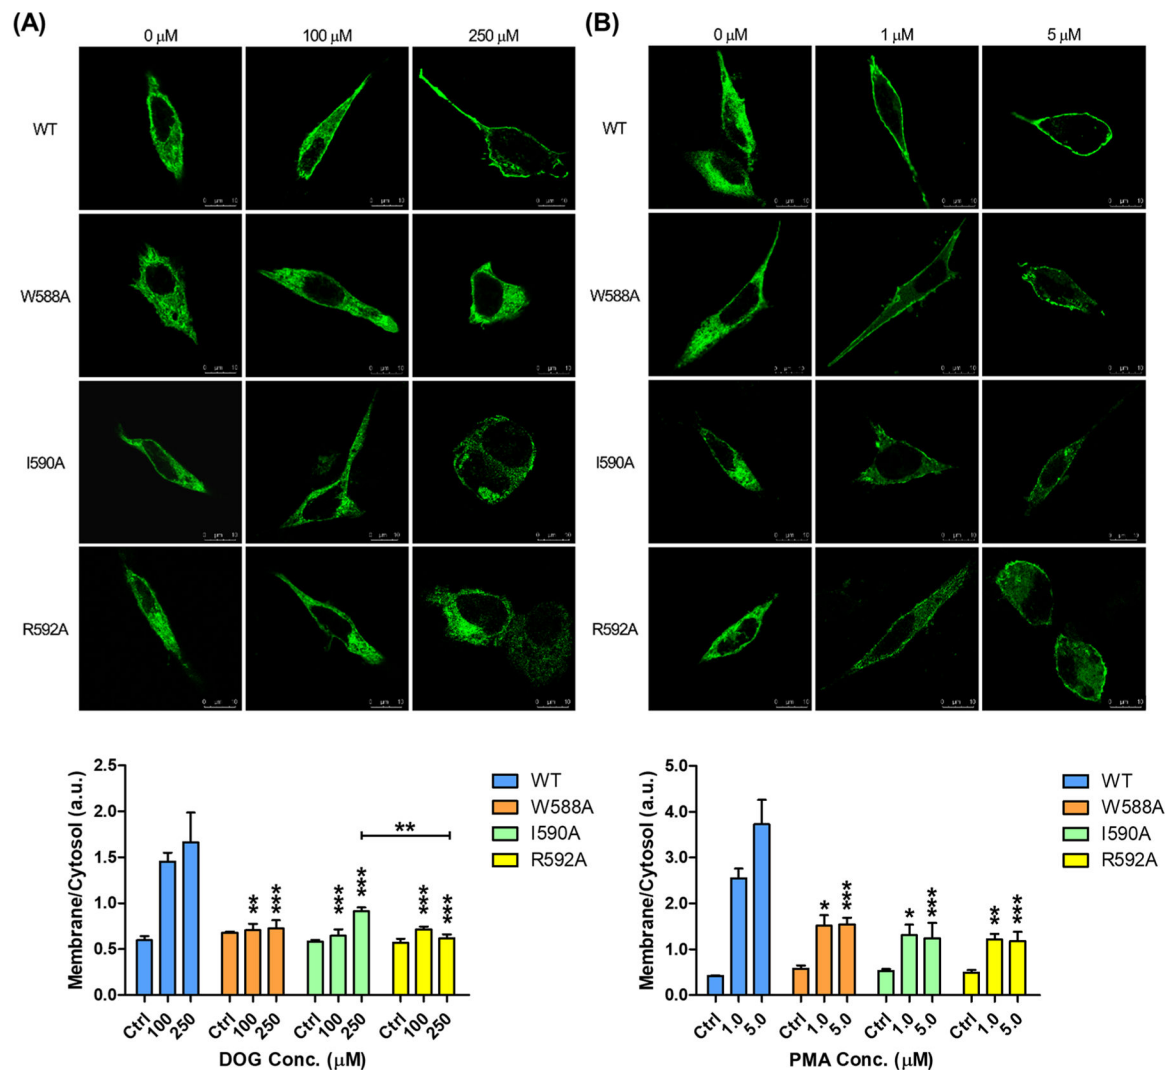 (A)
0 μM 100 μM 250 μM
WT
W588A
I590A
R592A
(B)
0 μM 1 μM 5 μM
WT
W588A
I590A
R592A
Membrane/Cytosol (a.u.)
2.5
2.0
1.5
1.0
0.5
0.0
** *** *** *** *** ***
**
WT
W588A
I590A
R592A
Ctrl 100 250 Ctrl 100 250 Ctrl 100 250 Ctrl 100 250
DOG Conc. (μM)
Membrane/Cytosol (a.u.)
5.0
4.0
3.0
2.0
1.0
0.0
* *** * *** ** ***
WT
W588A
I590A
R592A
Ctrl 1.0 5.0 Ctrl 1.0 5.0 Ctrl 1.0 5.0 Ctrl 1.0 5.0
PMA Conc. (μM)